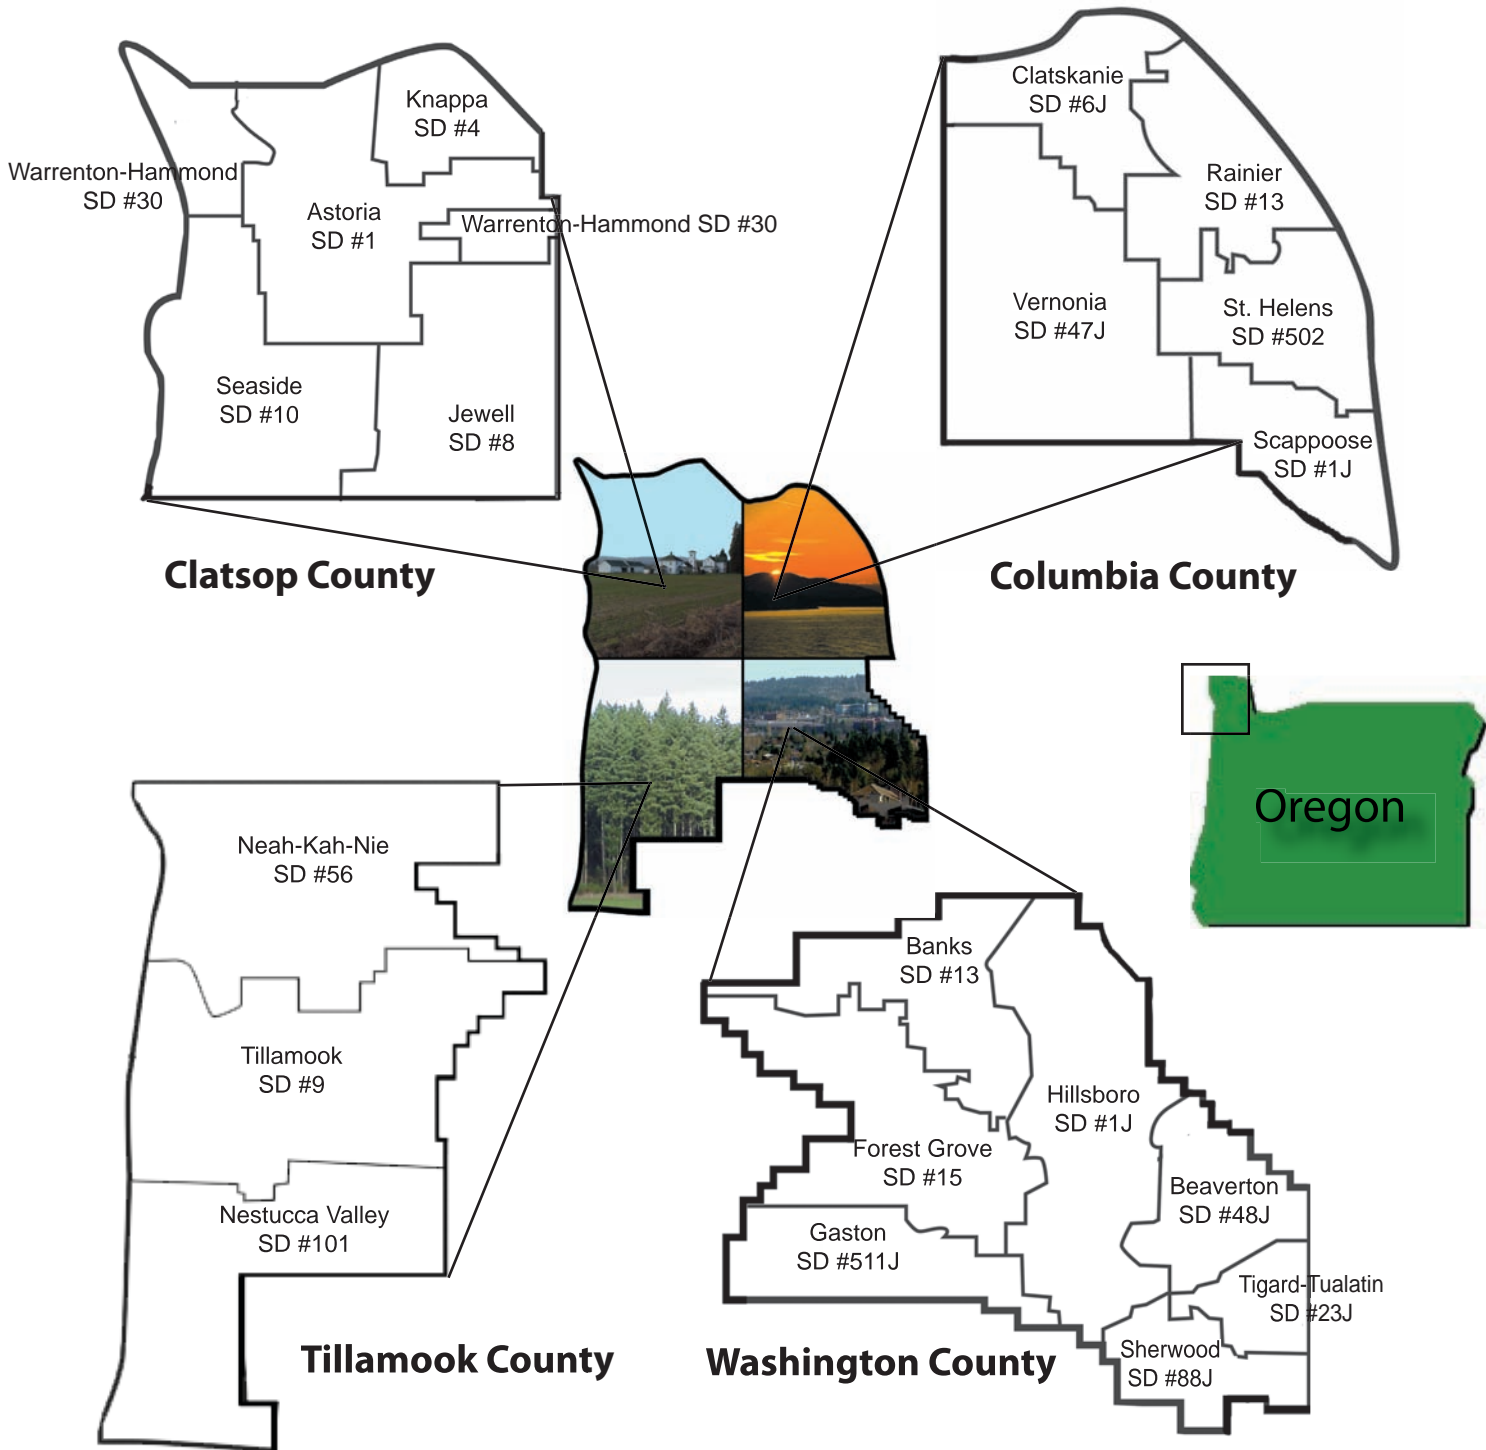 Knappa
SD #4
Warrenton-Hammond
SD #30
Astoria
SD #1
Warrenton-Hammond SD #30
Seaside
SD #10
Jewell
SD #8
Clatsop County
Clatskanie
SD #6J
Rainier
SD #13
Vernonia
SD #47J
St. Helens
SD #502
Scappoose
SD #1J
Columbia County
Oregon
Neah-Kah-Nie
SD #56
Tillamook
SD #9
Nestucca Valley
SD #101
Tillamook County
Banks
SD #13
Hillsboro
SD #1J
Forest Grove
SD #15
Beaverton
SD #48J
Gaston
SD #511J
Tigard-Tualatin
SD #23J
Sherwood
SD #88J
Washington County